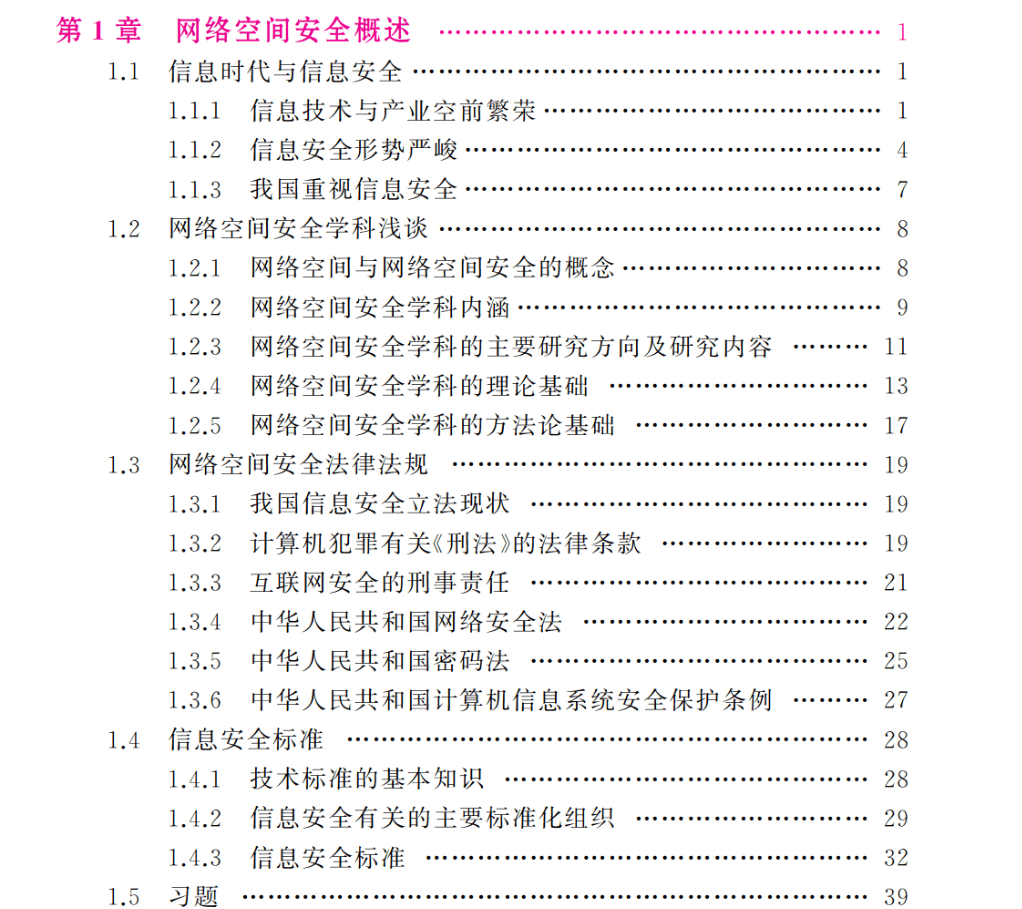 第1章 网络空间安全概述 ……………………………………………… 1
1.1 信息时代与信息安全 ……………………………………………… 1
1.1.1 信息技术与产业空前繁荣 ………………………………… 1
1.1.2 信息安全形势严峻 ………………………………………… 4
1.1.3 我国重视信息安全 ………………………………………… 7
1.2 网络空间安全学科浅谈 …………………………………………… 8
1.2.1 网络空间与网络空间安全的概念 ………………………… 8
1.2.2 网络空间安全学科内涵 …………………………………… 9
1.2.3 网络空间安全学科的主要研究方向及研究内容 ……… 11
1.2.4 网络空间安全学科的理论基础 ………………………… 13
1.2.5 网络空间安全学科的方法论基础 ……………………… 17
1.3 网络空间安全法律法规 ………………………………………… 19
1.3.1 我国信息安全立法现状 ………………………………… 19
1.3.2 计算机犯罪有关《刑法》的法律条款 …………………… 19
1.3.3 互联网安全的刑事责任 ………………………………… 21
1.3.4 中华人民共和国网络安全法 …………………………… 22
1.3.5 中华人民共和国密码法 ………………………………… 25
1.3.6 中华人民共和国计算机信息系统安全保护条例 ……… 27
1.4 信息安全标准 …………………………………………………… 28
1.4.1 技术标准的基本知识 …………………………………… 28
1.4.2 信息安全有关的主要标准化组织 ……………………… 29
1.4.3 信息安全标准 …………………………………………… 32
1.5 习题 ……………………………………………………………… 39